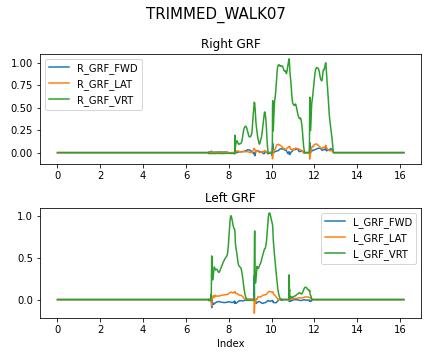 TRIMMED_WALK07
Right GRF
1.00
0.75
0.50
0.25
0.00
R_GRF_FWD
R_GRF_LAT
R_GRF_VRT
0 2 4 6 8 10 12 14 16
Left GRF
1.0
0.5
0.0
L_GRF_FWD
L_GRF_LAT
L_GRF_VRT
0 2 4 6 8 10 12 14 16
Index